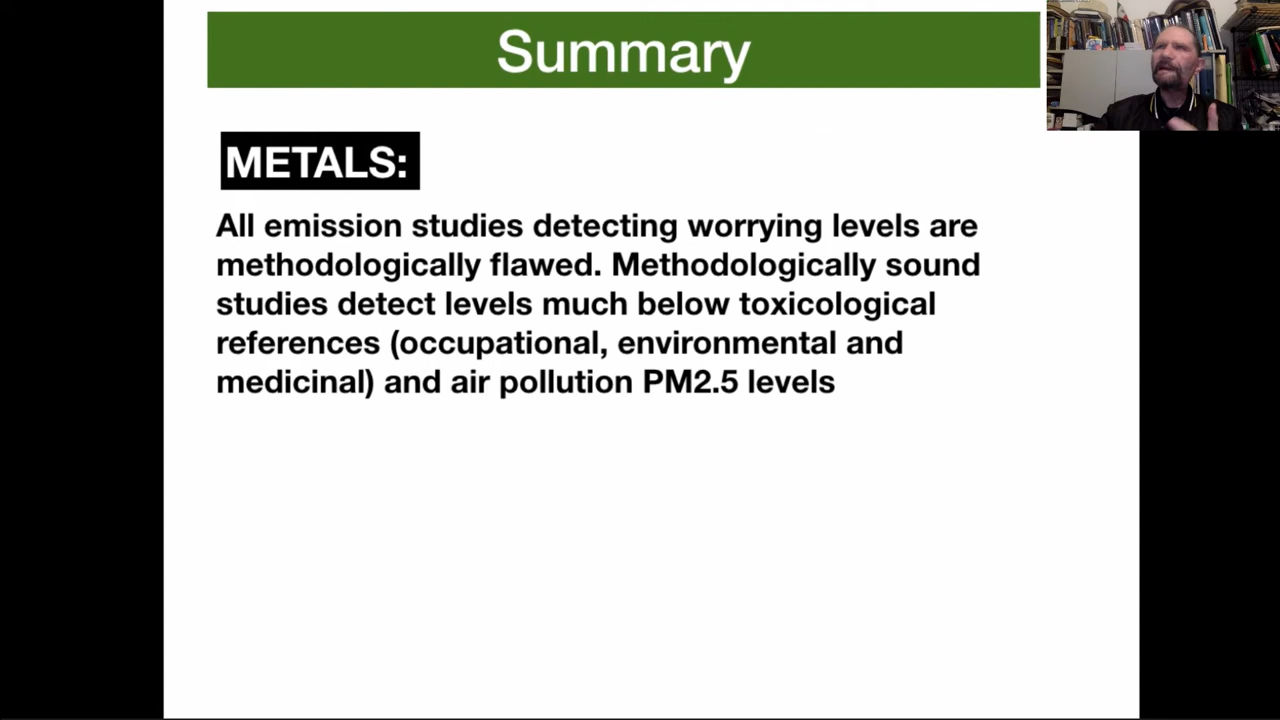 Summary
METALS:
All emission studies detecting worrying levels are
methodologically flawed. Methodologically sound
studies detect levels much below toxicological
references (occupational, environmental and
medicinal) and air pollution PM2.5 levels